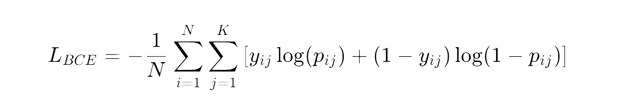 $L_{BCE} = -\frac{1}{N} \sum_{i=1}^{N} \sum_{j=1}^{K} [y_{ij} \log(p_{ij}) + (1 - y_{ij}) \log(1 - p_{ij})]$